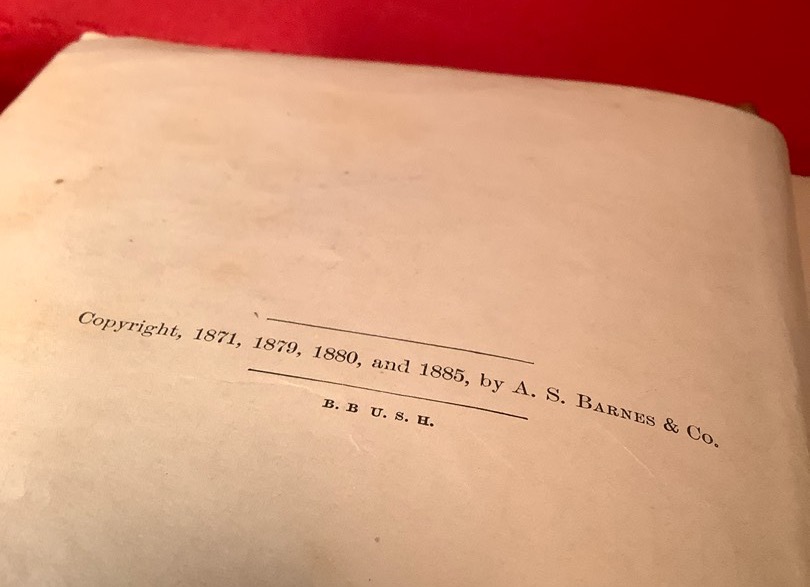 Copyright, 1871, 1879, 1880, and 1885, by A. S. BARNES & Co.
B. B U. S. H.